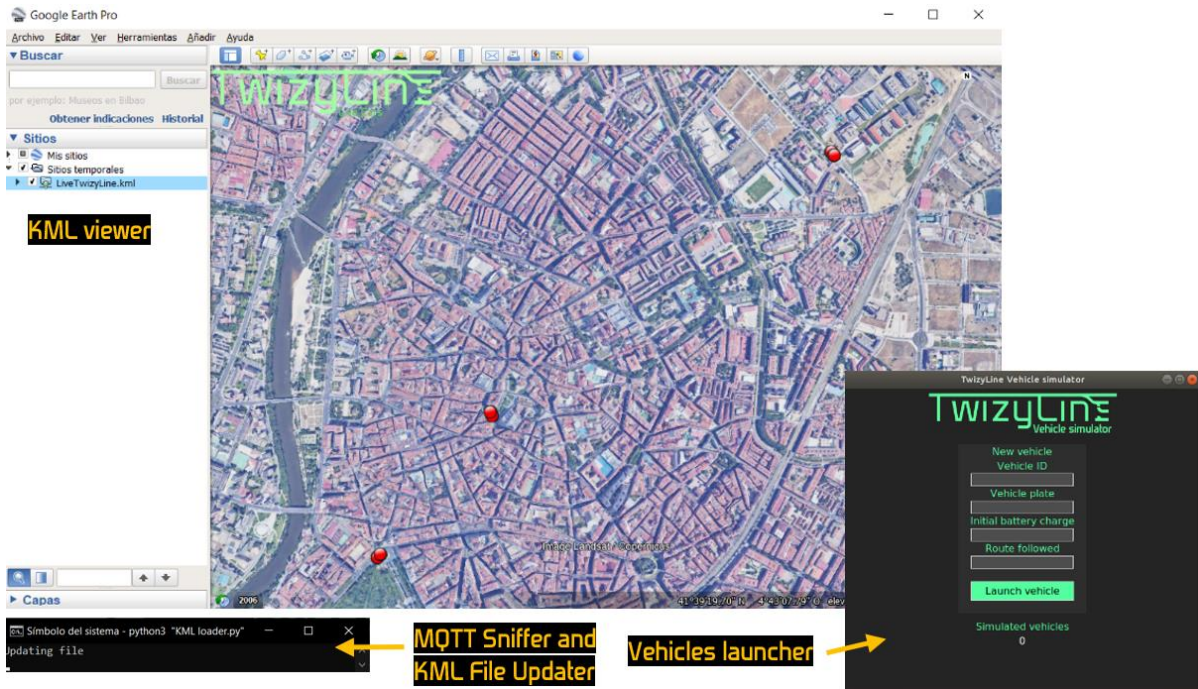 Google Earth Pro
Archivo Editar Ver Herramientas Añadir Ayuda
Buscar
Buscar
por ejemplo: Museos en Bilbao
Obtener indicaciones Historial
Sitios
Mis sitios
Sitios temporales
LiveTwizyLine.kml
KML viewer
Capas
TWIZYLINE
N
Image Landsat / Copernicus
2006
Símbolo del sistema - python3 "KML loader.py"
Updating file
MQTT Sniffer and
KML File Updater
Vehicles launcher
TwizyLine Vehicle simulator
TWIZYLINE
Vehicle simulator
New vehicle
Vehicle ID
Vehicle plate
Initial battery charge
Route followed
Launch vehicle
Simulated vehicles
0